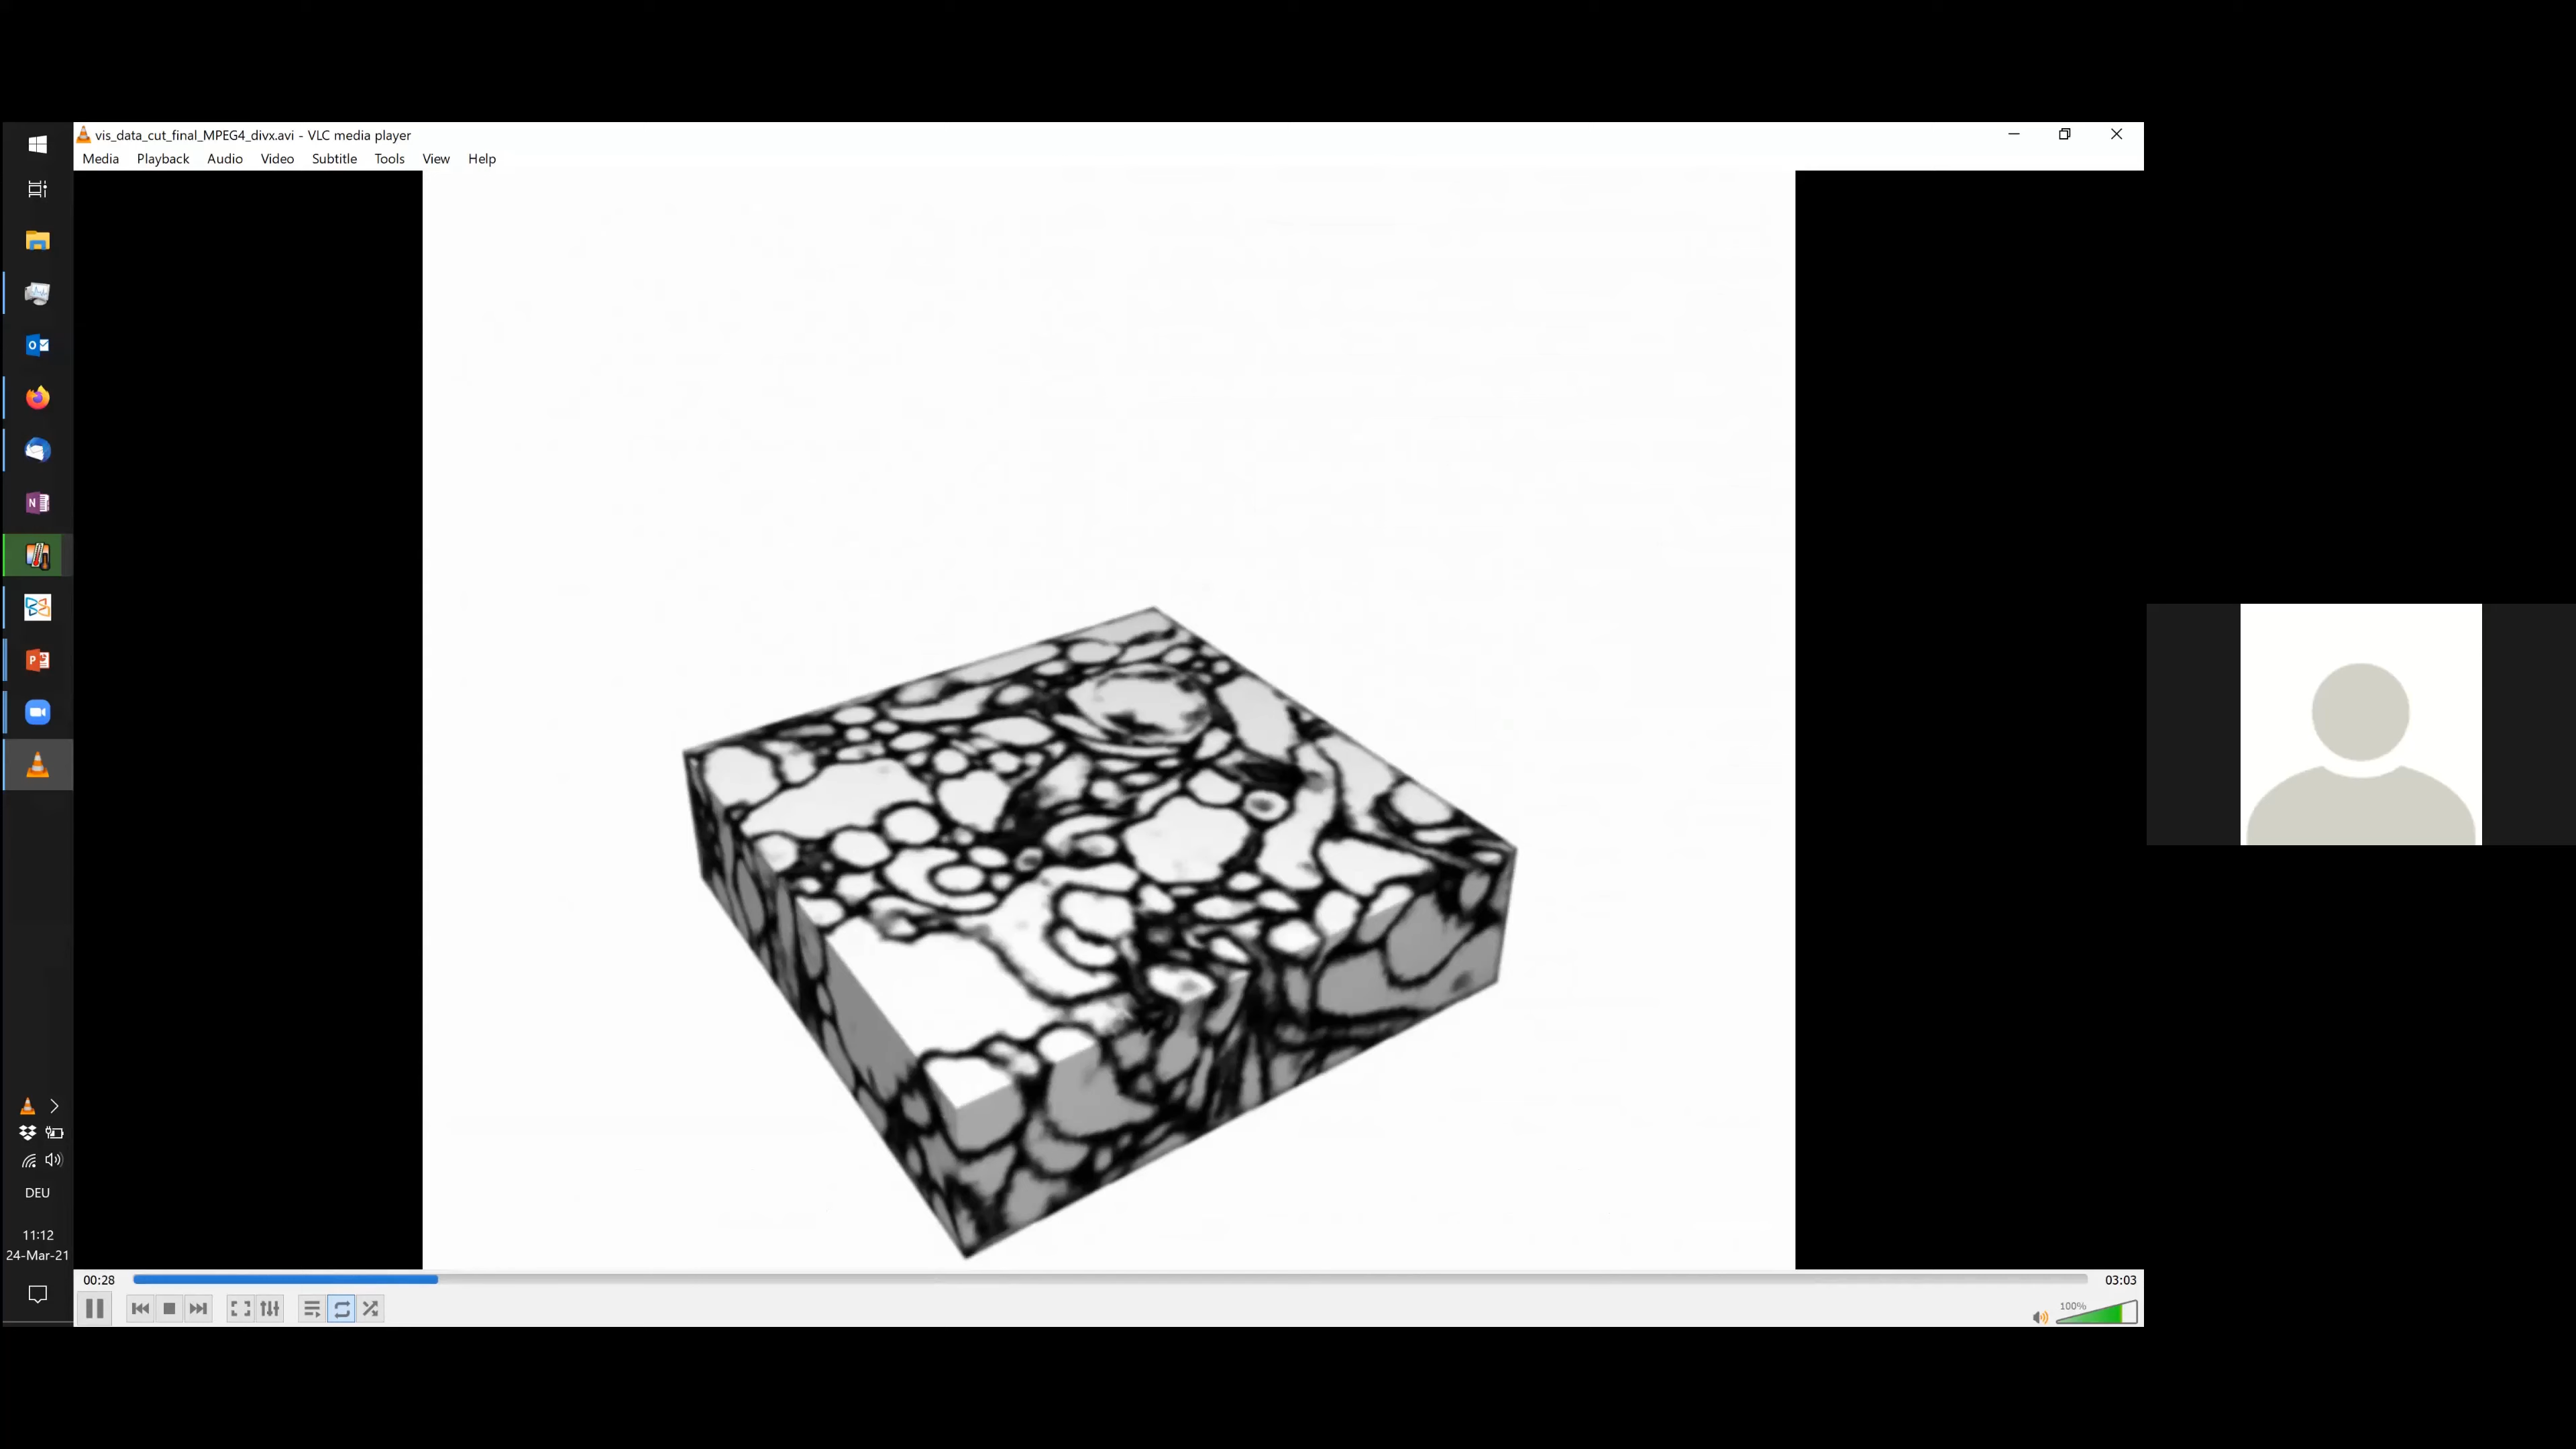 vis_data_cut_final_MPEG4_divx.avi - VLC media player
Media Playback Audio Video Subtitle Tools View Help
DEU
11:12
24-Mar-21
00:28
03:03
100%